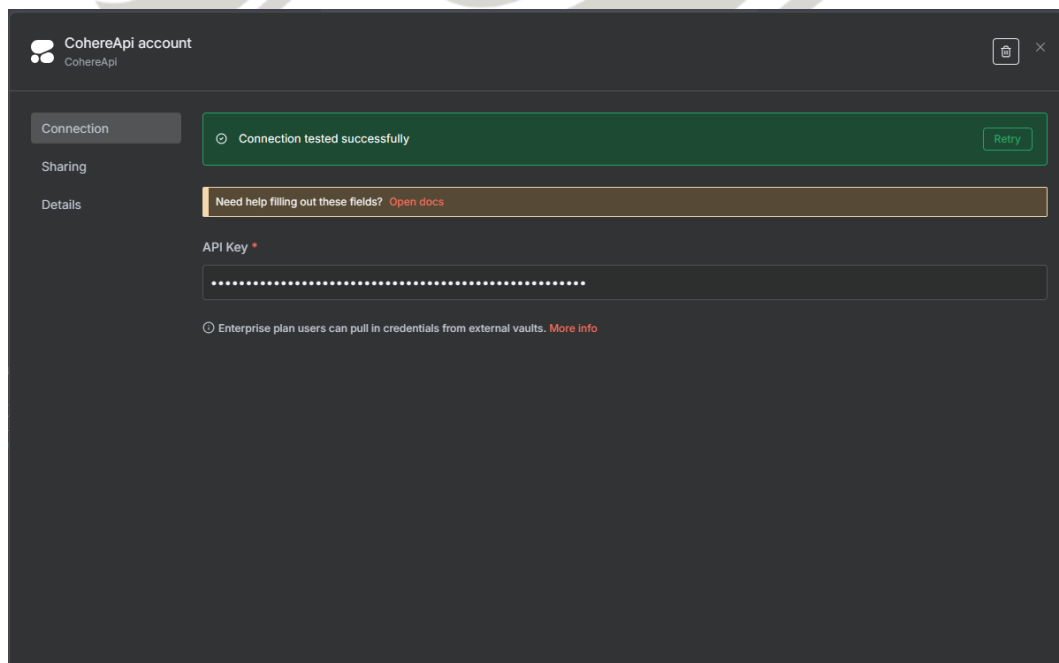 CohereApi account
CohereApi
Connection
Sharing
Details
Connection tested successfully
Retry
Need help filling out these fields? Open docs
API Key *
••••••••••••••••••••••••••••••••••••••••••••••••••••••
Enterprise plan users can pull in credentials from external vaults. More info